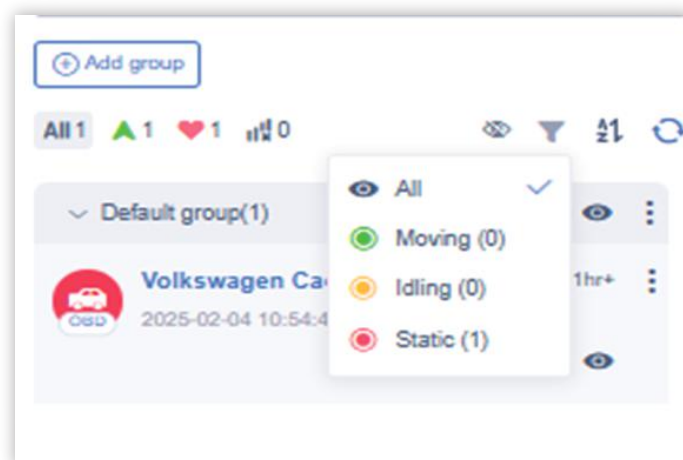 Add group
All 1 1 1 0
All
Default group(1)
Moving (0)
Volkswagen Ca
1hr+
Idling (0)
OBD
2025-02-04 10:54:4
Static (1)